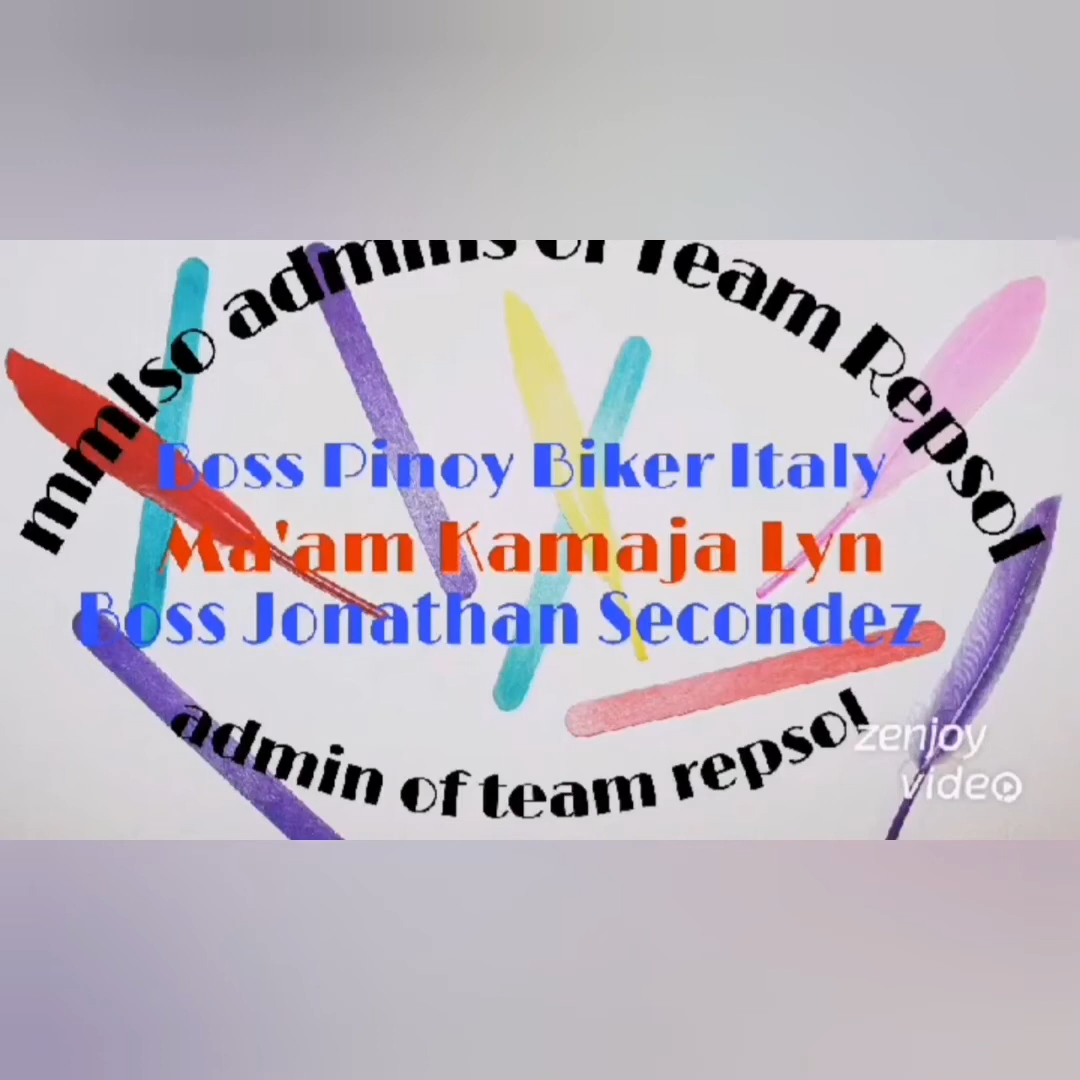 mmlso admins of Team Repsol
Boss Pinoy Biker Italy
Ma'am Kamaja Lyn
Boss Jonathan Secondez
admin of team repsol
zenjoy
video